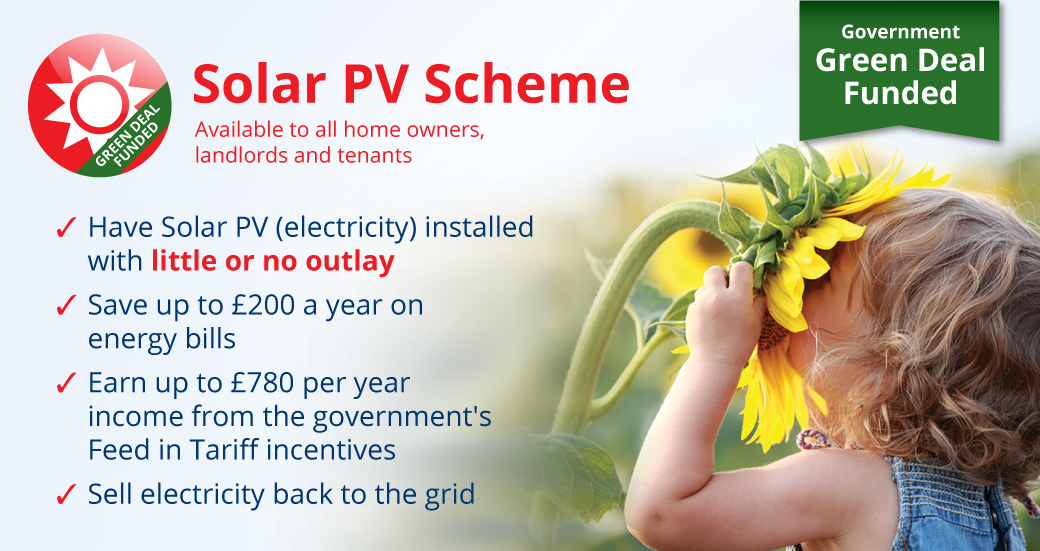 GREEN DEAL
FUNDED
Solar PV Scheme
Available to all home owners,
landlords and tenants
Government
Green Deal
Funded
✓ Have Solar PV (electricity) installed
with little or no outlay
✓ Save up to £200 a year on
energy bills
✓ Earn up to £780 per year
income from the government's
Feed in Tariff incentives
✓ Sell electricity back to the grid